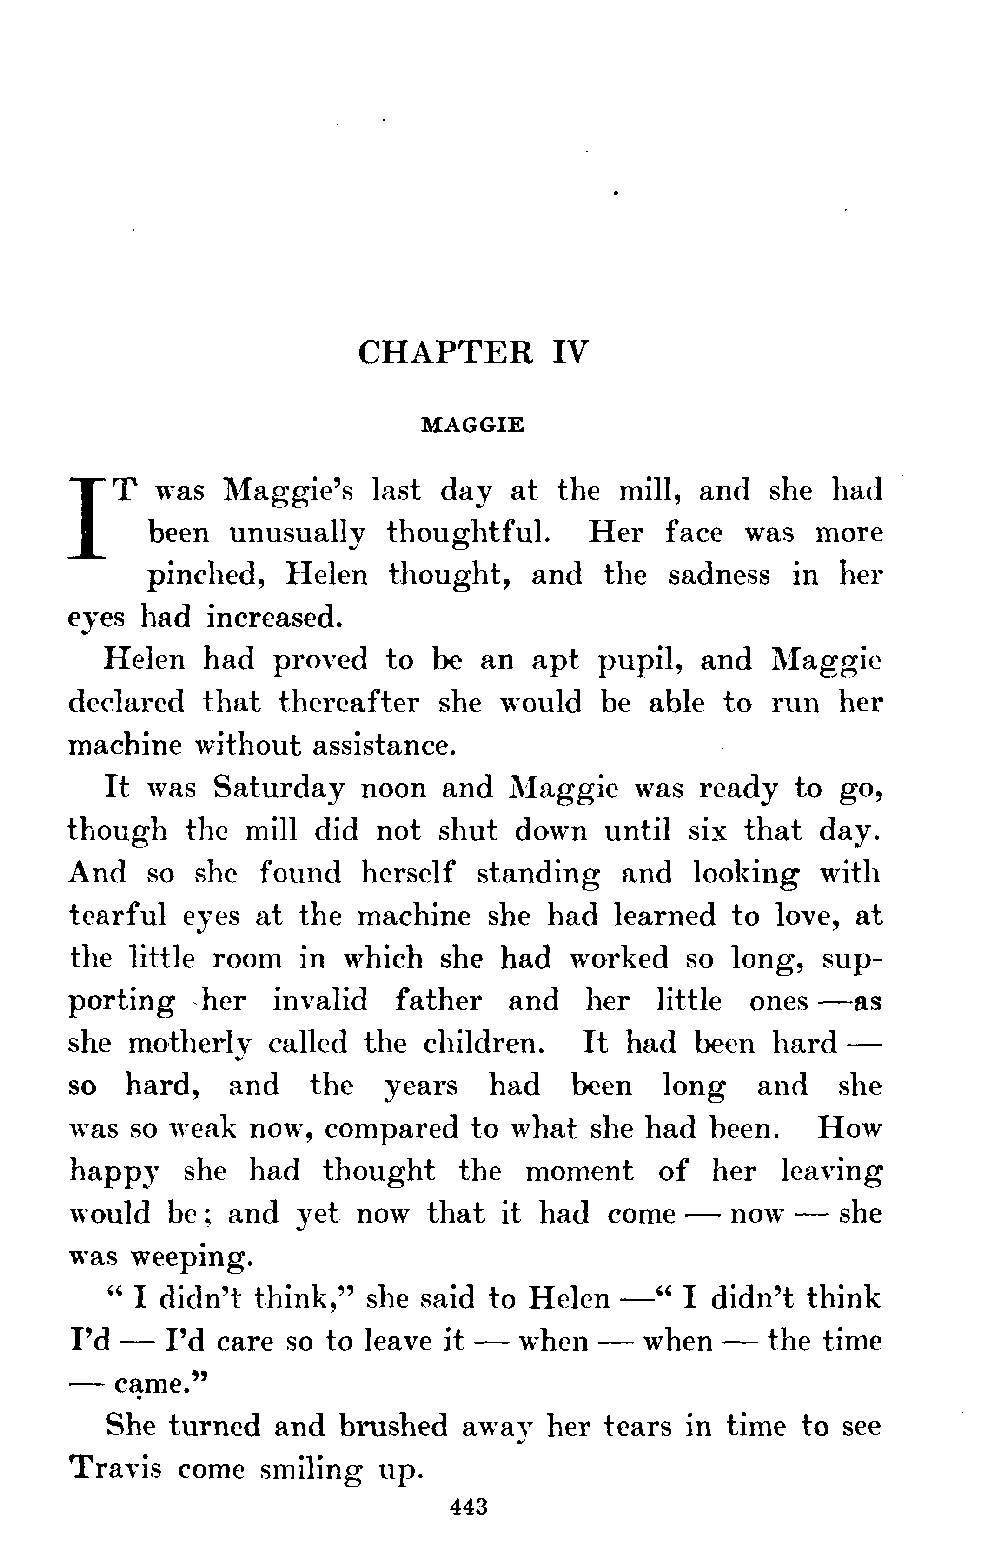 CHAPTER IV
MAGGIE
IT was Maggie's last day at the mill, and she had
been unusually thoughtful. Her face was more
pinched, Helen thought, and the sadness in her
eyes had increased.
Helen had proved to be an apt pupil, and Maggie
declared that thereafter she would be able to run her
machine without assistance.
It was Saturday noon and Maggie was ready to go,
though the mill did not shut down until six that day.
And so she found herself standing and looking with
tearful eyes at the machine she had learned to love, at
the little room in which she had worked so long, sup-
porting her invalid father and her little ones —as
she motherly called the children. It had been hard —
so hard, and the years had been long and she
was so weak now, compared to what she had been. How
happy she had thought the moment of her leaving
would be; and yet now that it had come — now — she
was weeping.
“ I didn't think,” she said to Helen —“ I didn't think
I'd — I'd care so to leave it — when — when — the time
— came.”
She turned and brushed away her tears in time to see
Travis come smiling up.
443